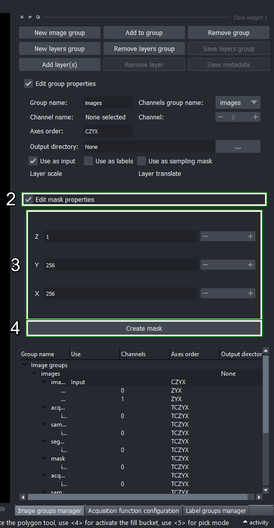 Dock widget 1
New image group Add to group Remove group
New layers group Remove layers group Save layers group
Add layer(s) Remove layer Save metadata
Edit group properties
Group name: images Channels group name: images
Channel name: None selected Channel: 0
Axes order: CZYX
Output directory: None ...
Use as input Use as labels Use as sampling mask
Layer scale Layer translate
2 Edit mask properties
Z 1
3 Y 256
X 256
4 Create mask
Group name Use Channels Axes order Output director
Image groups
images None
ima... Input CZYX
... 0 ZYX
... 1 ZYX
acq... TCZYX
i... 0 TCZYX
sam... TCZYX
i... 0 TCZYX
seg... TCZYX
i... 0 TCZYX
mask TCZYX
i... 0 TCZYX
acq... TCZYX
i... 0 TCZYX
sam TCZYX
69 Image groups manager Acquisition function configuration Label groups manager
te the polygon tool, use <4> for activate the fill bucket, use <5> for pick mode activity